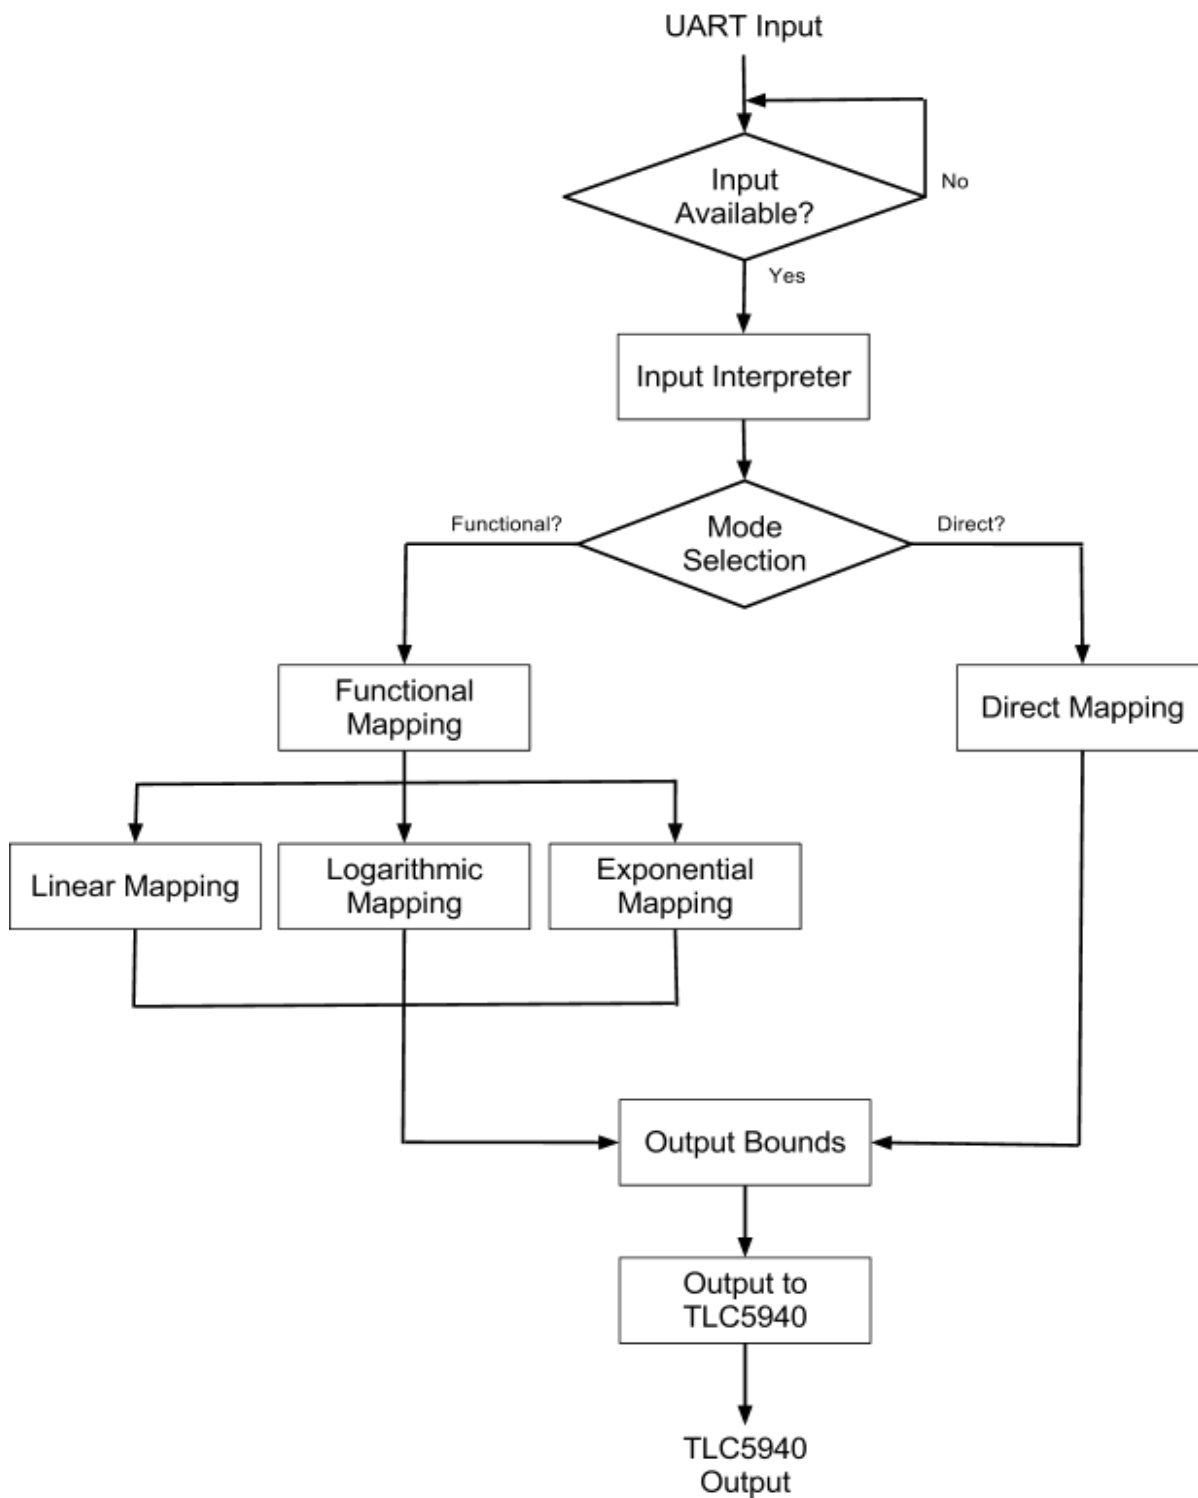 UART Input
Input
Available?
No
Yes
Input Interpreter
Functional?
Mode
Selection
Direct?
Functional
Mapping
Direct Mapping
Linear Mapping
Logarithmic
Mapping
Exponential
Mapping
Output Bounds
Output to
TLC5940
TLC5940
Output